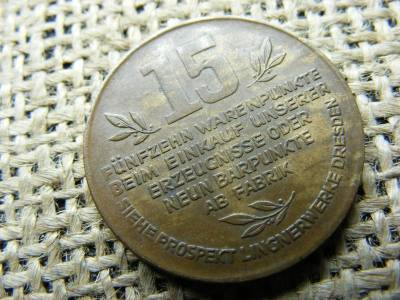 15
FÜNFZEHN WARENPUNKTE
BEIM EINKAUF UNSERER
ERZEUGNISSE ODER
NEUN BARPUNKTE
AB FABRIK
SIEHE PROSPEKT LINGNERWERKE DRESDEN